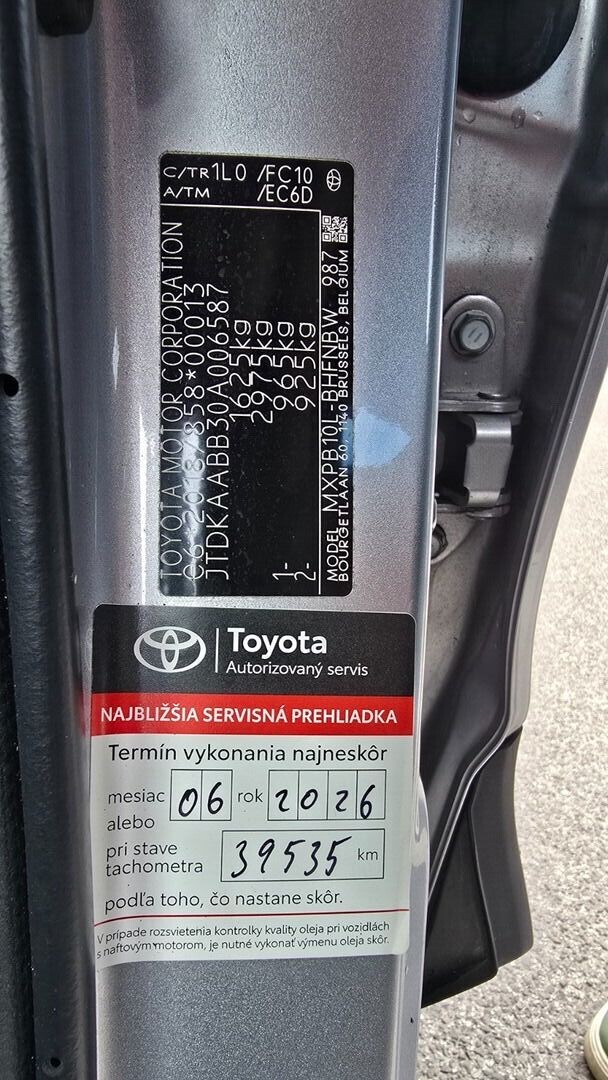 C/TR 1L0 /FC10
A/TM /EC6D
TOYOTA MOTOR CORPORATION
e6*2018/858*00013
JTDKAABB30A006587
1625kg
2975kg
1- 965kg
2- 925kg
MODEL MXPB10L-BHFNBW 987
BOURGETLAAN 60, 1140 BRUSSELS, BELGIUM
Toyota
Autorizovaný servis
NAJBLIŽŠIA SERVISNÁ PREHLIADKA
Termín vykonania najneskôr
mesiac 06 rok 2026
alebo
pri stave
tachometra 39535 km
podľa toho, čo nastane skôr.
V prípade rozsvietenia kontrolky kvality oleja pri vozidlách
s naftovým motorom, je nutné vykonať výmenu oleja skôr.